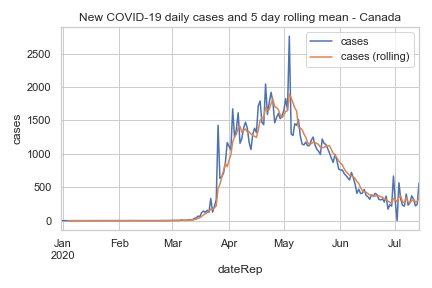 New COVID-19 daily cases and 5 day rolling mean - Canada
cases
cases (rolling)
2500
2000
1500
1000
500
0
cases
Jan Feb Mar Apr May Jun Jul
2020
dateRep